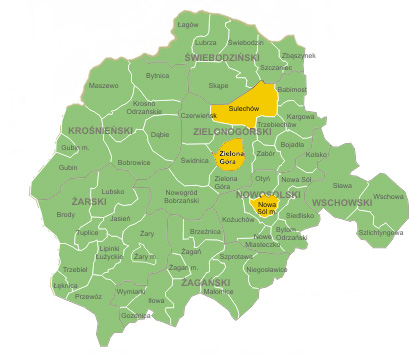 Łagów
Lubrza
Świebodzin
Zbąszynek
ŚWIEBODZIŃSKI
Szczaniec
Bytnica
Maszewo
Skąpe
Babimost
Krosno
Odrzańskie
Sulechów
Czerwieńsk
Kargowa
Trzebiechów
KROŚNIEŃSKI
ZIELONOGÓRSKI
Dąbie
Bojadła
Gubin m.
Zielona
Góra
Zabór
Kolsko
Bobrowice
Świdnica
Gubin
Otyń
Nowa Sól
Zielona
Góra
Sława
Lubsko
Nowogród
Bobrzański
NOWOSOLSKI
Wschowa
ŻARSKI
WSCHOWSKI
Nowa
Sól m.
Brody
Jasień
Kożuchów
Siedlisko
Tuplice
Żary
Brzeźnica
Bytom
Odrzański
Szlichtyngowa
Nowe
Miasteczko
Lipinki
Łużyckie
Żary m.
Żagań
Szprotawa
Trzebiel
Żagań m.
Niegosławice
Łęknica
ŻAGAŃSKI
Przewóz
Wymiarki
Małomice
Iłowa
Gozdnica